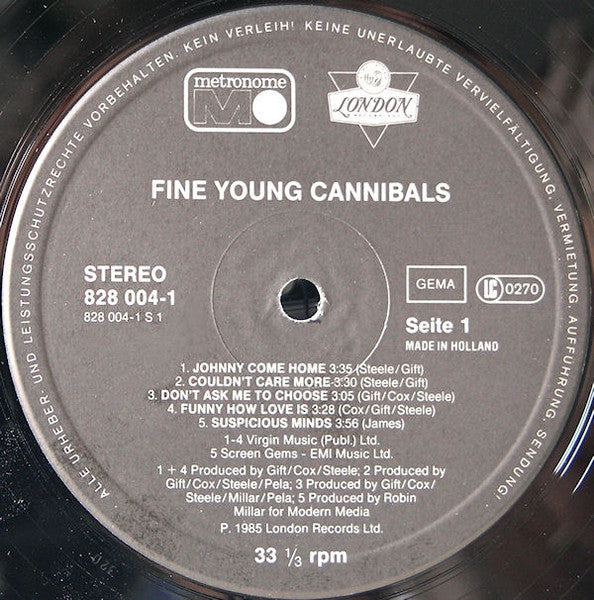 ALLE URHEBER- UND LEISTUNGSSCHUTZRECHTE VORBEHALTEN. KEIN VERLEIH! KEINE UNERLAUBTE VERVIELFÄLTIGUNG, VERMIETUNG, AUFFÜHRUNG, SENDUNG!
metronome
M
LONDON
FINE YOUNG CANNIBALS
STEREO
828 004-1
828 004-1 S 1
GEMA
LC 0270
Seite 1
MADE IN HOLLAND
1. JOHNNY COME HOME 3:35 (Steele/Gift)
2. COULDN'T CARE MORE 3:30 (Steele/Gift)
3. DON'T ASK ME TO CHOOSE 3:05 (Gift/Cox/Steele)
4. FUNNY HOW LOVE IS 3:28 (Cox/Gift/Steele)
5. SUSPICIOUS MINDS 3:56 (James)
1-4 Virgin Music (Publ.) Ltd.
5 Screen Gems - EMI Music Ltd.
1 + 4 Produced by Gift/Cox/Steele; 2 Produced by
Gift/Cox/Steele/Pela; 3 Produced by Gift/Cox/
Steele/Millar/Pela; 5 Produced by Robin
Millar for Modern Media
P. 1985 London Records Ltd.
33 ⅓ rpm